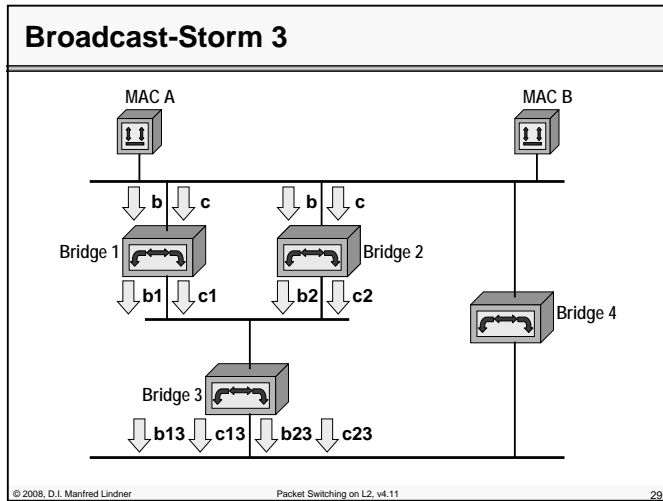 Broadcast-Storm 3
MAC A
MAC B
b
c
b
c
Bridge 1
Bridge 2
b1
c1
b2
c2
Bridge 4
Bridge 3
b13
c13
b23
c23
© 2008, D.I. Manfred Lindner
Packet Switching on L2, v4.11
29